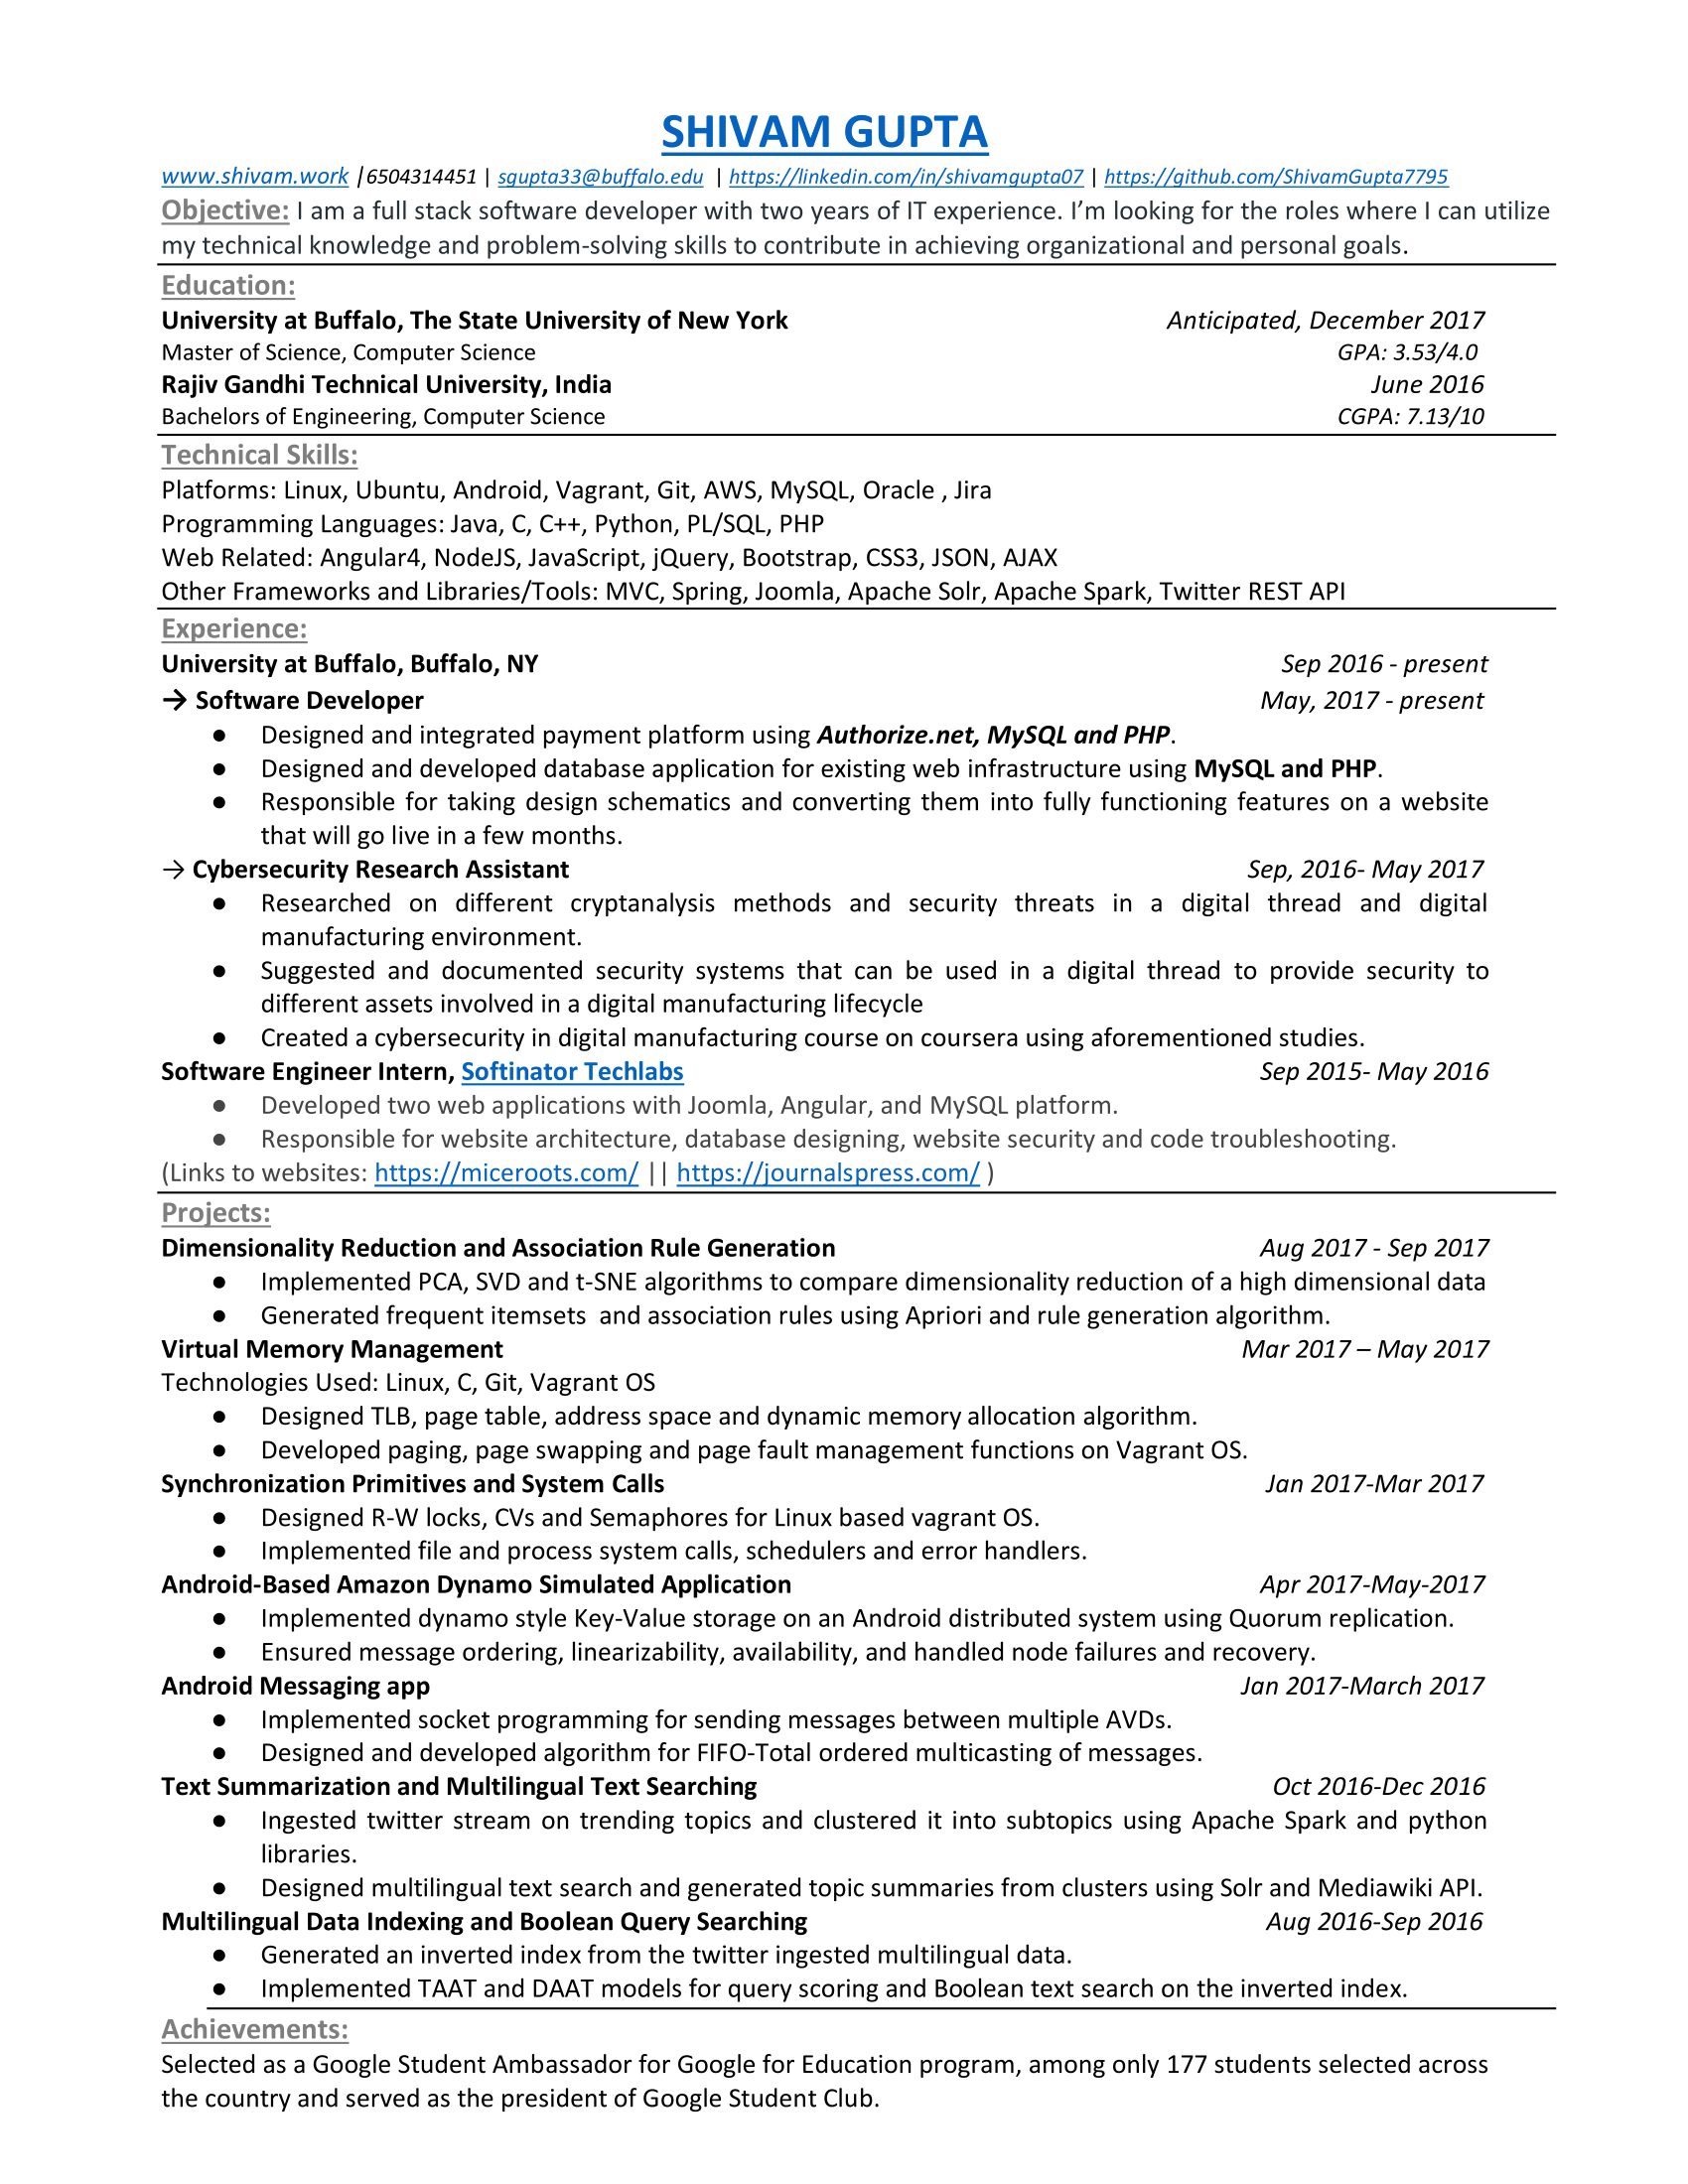 SHIVAM GUPTA
www.shivam.work |6504314451 | sgupta33@buffalo.edu | https://linkedin.com/in/shivamgupta07 | https://github.com/ShivamGupta7795
Objective: I am a full stack software developer with two years of IT experience. I’m looking for the roles where I can utilize
my technical knowledge and problem-solving skills to contribute in achieving organizational and personal goals.
Education:
University at Buffalo, The State University of New York Anticipated, December 2017
Master of Science, Computer Science GPA: 3.53/4.0
Rajiv Gandhi Technical University, India June 2016
Bachelors of Engineering, Computer Science CGPA: 7.13/10
Technical Skills:
Platforms: Linux, Ubuntu, Android, Vagrant, Git, AWS, MySQL, Oracle , Jira
Programming Languages: Java, C, C++, Python, PL/SQL, PHP
Web Related: Angular4, NodeJS, JavaScript, jQuery, Bootstrap, CSS3, JSON, AJAX
Other Frameworks and Libraries/Tools: MVC, Spring, Joomla, Apache Solr, Apache Spark, Twitter REST API
Experience:
University at Buffalo, Buffalo, NY Sep 2016 - present
→ Software Developer May, 2017 - present
● Designed and integrated payment platform using Authorize.net, MySQL and PHP.
● Designed and developed database application for existing web infrastructure using MySQL and PHP.
● Responsible for taking design schematics and converting them into fully functioning features on a website
that will go live in a few months.
→ Cybersecurity Research Assistant Sep, 2016- May 2017
● Researched on different cryptanalysis methods and security threats in a digital thread and digital
manufacturing environment.
● Suggested and documented security systems that can be used in a digital thread to provide security to
different assets involved in a digital manufacturing lifecycle
● Created a cybersecurity in digital manufacturing course on coursera using aforementioned studies.
Software Engineer Intern, Softinator Techlabs Sep 2015- May 2016
● Developed two web applications with Joomla, Angular, and MySQL platform.
● Responsible for website architecture, database designing, website security and code troubleshooting.
(Links to websites: https://miceroots.com/ || https://journalspress.com/ )
Projects:
Dimensionality Reduction and Association Rule Generation Aug 2017 - Sep 2017
● Implemented PCA, SVD and t-SNE algorithms to compare dimensionality reduction of a high dimensional data
● Generated frequent itemsets and association rules using Apriori and rule generation algorithm.
Virtual Memory Management Mar 2017 – May 2017
Technologies Used: Linux, C, Git, Vagrant OS
● Designed TLB, page table, address space and dynamic memory allocation algorithm.
● Developed paging, page swapping and page fault management functions on Vagrant OS.
Synchronization Primitives and System Calls Jan 2017-Mar 2017
● Designed R-W locks, CVs and Semaphores for Linux based vagrant OS.
● Implemented file and process system calls, schedulers and error handlers.
Android-Based Amazon Dynamo Simulated Application Apr 2017-May-2017
● Implemented dynamo style Key-Value storage on an Android distributed system using Quorum replication.
● Ensured message ordering, linearizability, availability, and handled node failures and recovery.
Android Messaging app Jan 2017-March 2017
● Implemented socket programming for sending messages between multiple AVDs.
● Designed and developed algorithm for FIFO-Total ordered multicasting of messages.
Text Summarization and Multilingual Text Searching Oct 2016-Dec 2016
● Ingested twitter stream on trending topics and clustered it into subtopics using Apache Spark and python
libraries.
● Designed multilingual text search and generated topic summaries from clusters using Solr and Mediawiki API.
Multilingual Data Indexing and Boolean Query Searching Aug 2016-Sep 2016
● Generated an inverted index from the twitter ingested multilingual data.
● Implemented TAAT and DAAT models for query scoring and Boolean text search on the inverted index.
Achievements:
Selected as a Google Student Ambassador for Google for Education program, among only 177 students selected across
the country and served as the president of Google Student Club.